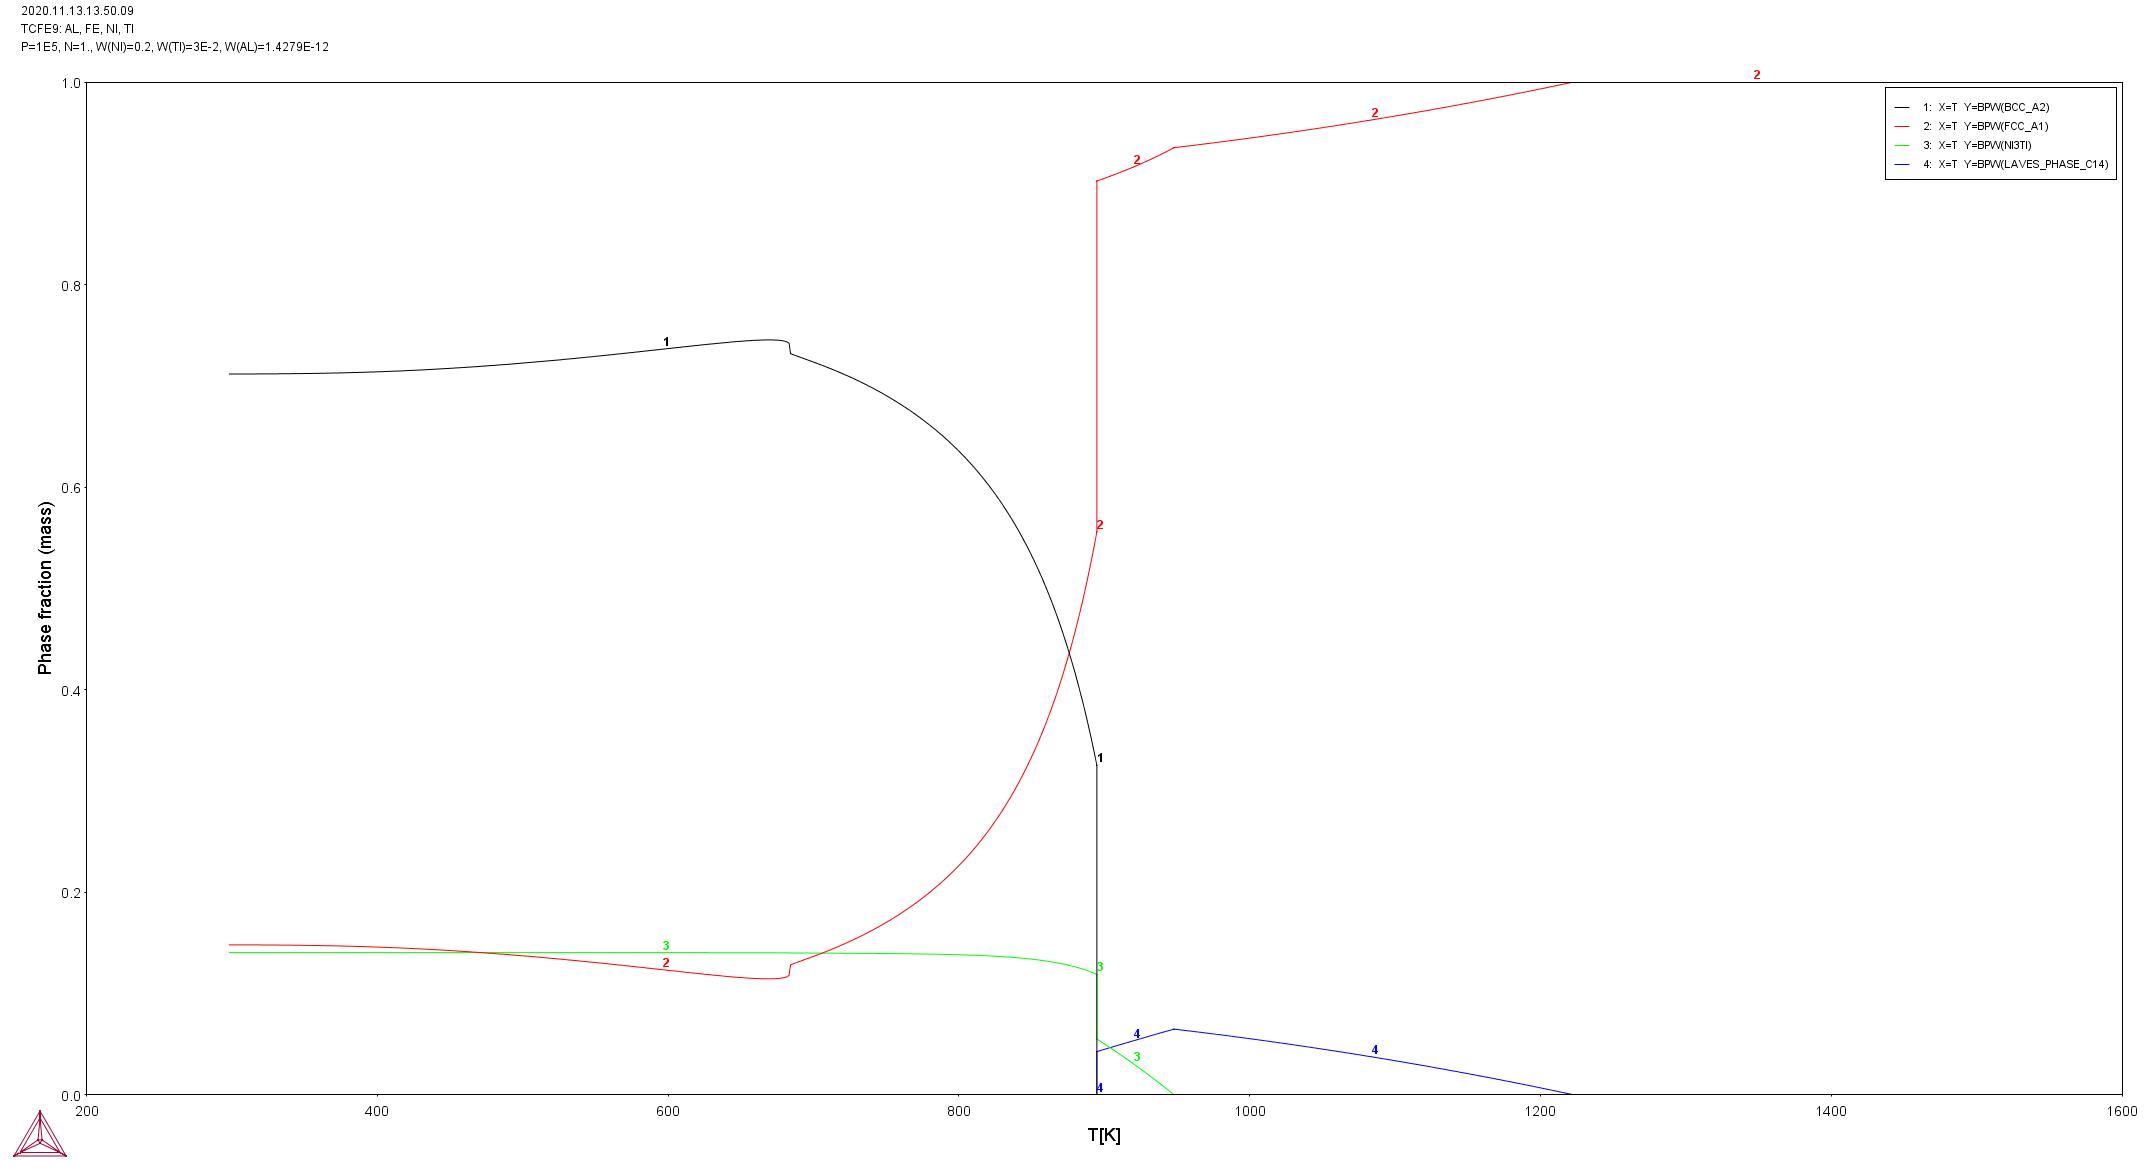 2020.11.13.13.50.09
TCFE9: AL, FE, NI, TI
P=1E5, N=1., W(NI)=0.2, W(TI)=3E-2, W(AL)=1.4279E-12
2
1.0
1: X=T Y=BPW(BCC_A2)
2: X=T Y=BPW(FCC_A1)
3: X=T Y=BPW(NI3TI)
4: X=T Y=BPW(LAVES_PHASE_C14)
2
2
0.8
1
0.6
2
Phase fraction (mass)
0.4
1
0.2
3
2
3
4
4
3
4
0.0
200 400 600 800 1000 1200 1400 1600
T[K]